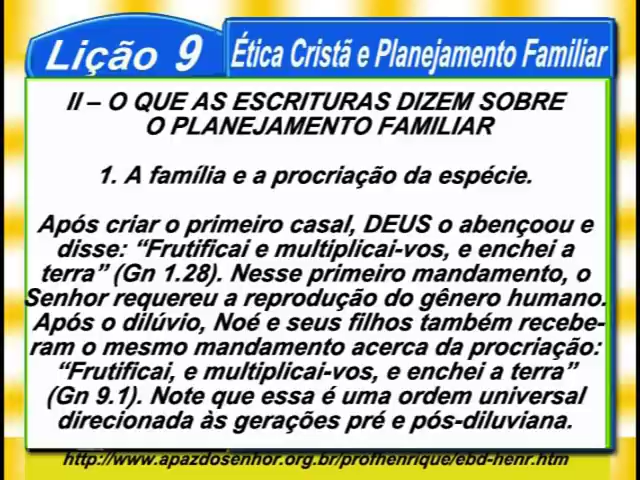 Lição 9
Ética Cristã e Planejamento Familiar
II – O QUE AS ESCRITURAS DIZEM SOBRE
O PLANEJAMENTO FAMILIAR
1. A família e a procriação da espécie.
Após criar o primeiro casal, DEUS o abençoou e
disse: “Frutificai e multiplicai-vos, e enchei a
terra” (Gn 1.28). Nesse primeiro mandamento, o
Senhor requereu a reprodução do gênero humano.
Após o dilúvio, Noé e seus filhos também recebe-
ram o mesmo mandamento acerca da procriação:
“Frutificai, e multiplicai-vos, e enchei a terra”
(Gn 9.1). Note que essa é uma ordem universal
direcionada às gerações pré e pós-diluviana.
http://www.apazdosenhor.org.br/profhenrique/ebd-henr.htm